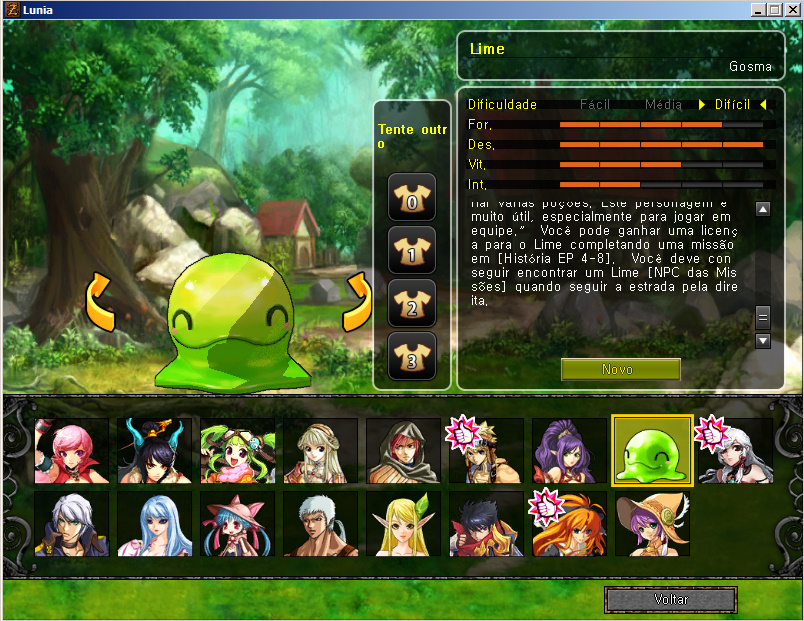 Lunia
Lime
Gosma
Dificuldade Fácil Média Difícil
For.
Des.
Vit.
Int.
Tente outr
o
0
1
2
3
nar várias poções. Este personagem é
muito útil, especialmente para jogar em
equipe." Você pode ganhar uma licenç
a para o Lime completando uma missão
em [História EP 4-8]. Você deve con
seguir encontrar um Lime [NPC das Mis
sões] quando seguir a estrada pela dire
ita.
Novo
Voltar